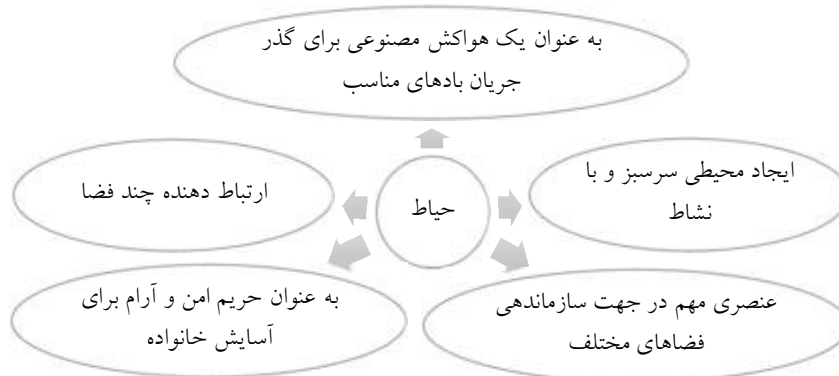 به عنوان یک هواکش مصنوعی برای گذر
جریان بادهای مناسب
ایجاد محیطی سرسبز و با
نشاط
حیاط
ارتباط دهنده چند فضا
عنصری مهم در جهت سازماندهی
فضاهای مختلف
به عنوان حریم امن و آرام برای
آسایش خانواده